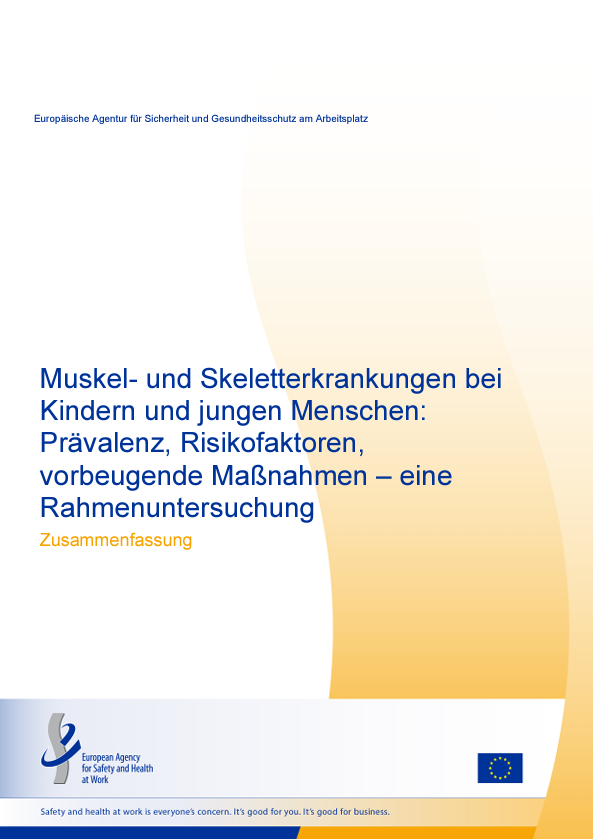 Europäische Agentur für Sicherheit und Gesundheitsschutz am Arbeitsplatz
Muskel- und Skeletterkrankungen bei
Kindern und jungen Menschen:
Prävalenz, Risikofaktoren,
vorbeugende Maßnahmen – eine
Rahmenuntersuchung
Zusammenfassung
European Agency
for Safety and Health
at Work
Safety and health at work is everyone's concern. It's good for you. It's good for business.